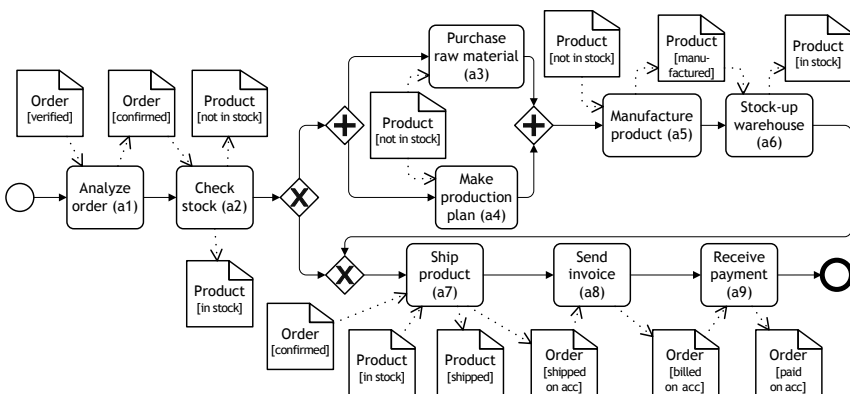 Purchase
raw material
(a3)
Product
[not in stock]
Product
[manu-
factured]
Product
[in stock]
Order
[verified]
Order
[confirmed]
Product
[not in stock]
Product
[not in stock]
Manufacture
product (a5)
Stock-up
warehouse
(a6)
Analyze
order (a1)
Check
stock (a2)
X
Make
production
plan (a4)
Product
[in stock]
X
Ship
product
(a7)
Send
invoice
(a8)
Receive
payment
(a9)
Order
[confirmed]
Product
[in stock]
Product
[shipped]
Order
[shipped
on acc]
Order
[billed
on acc]
Order
[paid
on acc]